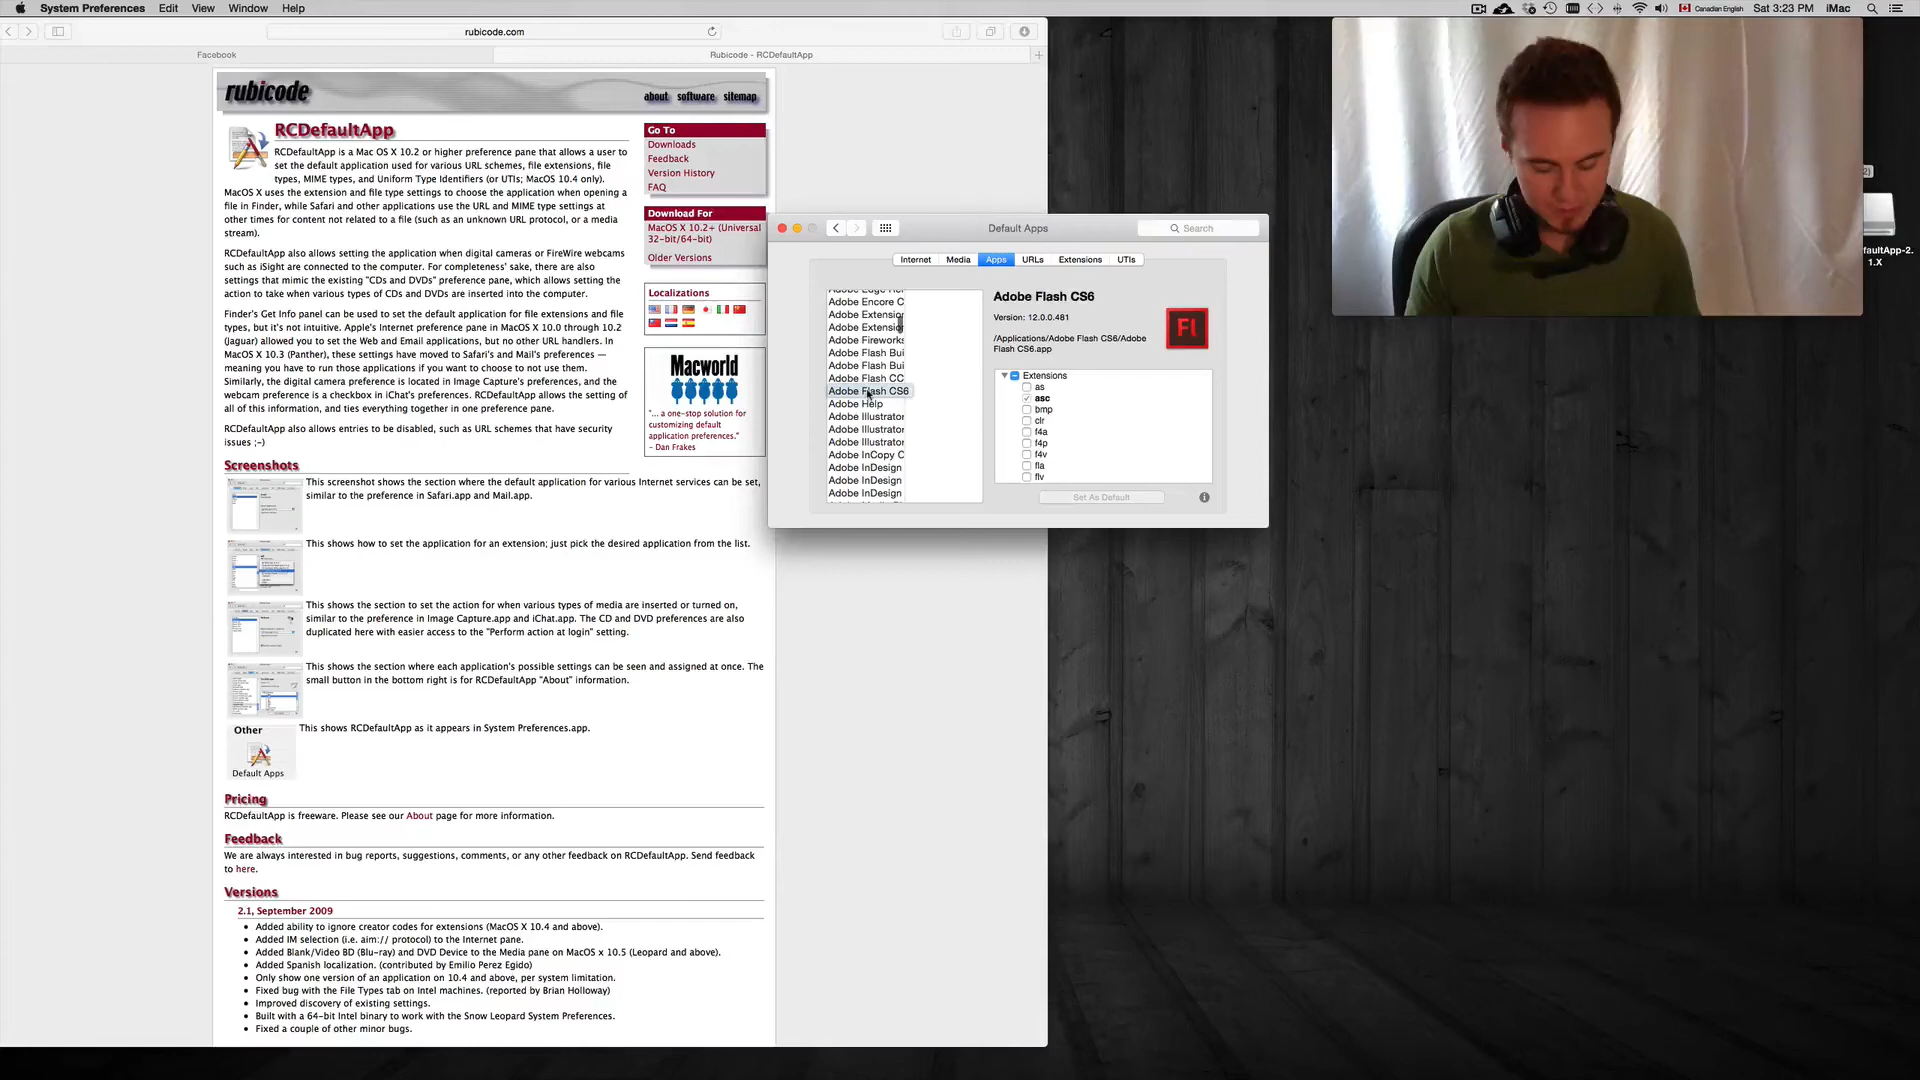 System Preferences Edit View Window Help
Canadian English Sat 3:23 PM iMac
rubicode.com
Facebook
Rubicode - RCDefaultApp
rubicode
about software sitemap
RCDefaultApp
RCDefaultApp is a Mac OS X 10.2 or higher preference pane that allows a user to
set the default application used for various URL schemes, file extensions, file
types, MIME types, and Uniform Type Identifiers (or UTIs; MacOS 10.4 only).
MacOS X uses the extension and file type settings to choose the application when opening a
file in Finder, while Safari and other applications use the URL and MIME type settings at
other times for content not related to a file (such as an unknown URL protocol, or a media
stream).
RCDefaultApp also allows setting the application when digital cameras or FireWire webcams
such as iSight are connected to the computer. For completeness' sake, there are also
settings that mimic the existing "CDs and DVDs" preference pane, which allows setting the
action to take when various types of CDs and DVDs are inserted into the computer.
Finder's Get Info panel can be used to set the default application for file extensions and file
types, but it's not intuitive. Apple's Internet preference pane in MacOS X 10.0 through 10.2
(Jaguar) allowed you to set the Web and Email applications, but no other URL handlers. In
MacOS X 10.3 (Panther), these settings have moved to Safari's and Mail's preferences —
meaning you have to run those applications if you want to choose to not use them.
Similarly, the digital camera preference is located in Image Capture's preferences, and the
webcam preference is a checkbox in iChat's preferences. RCDefaultApp allows the setting of
all of this information, and ties everything together in one preference pane.
RCDefaultApp also allows entries to be disabled, such as URL schemes that have security
issues ;-)
Go To
Downloads
Feedback
Version History
FAQ
Download For
MacOS X 10.2+ (Universal
32-bit/64-bit)
Older Versions
Localizations
Macworld
"... a one-stop solution for
customizing default
application preferences."
- Dan Frakes
Screenshots
This screenshot shows the section where the default application for various Internet services can be set,
similar to the preference in Safari.app and Mail.app.
This shows how to set the application for an extension; just pick the desired application from the list.
This shows the section to set the action for when various types of media are inserted or turned on,
similar to the preference in Image Capture.app and iChat.app. The CD and DVD preferences are also
duplicated here with easier access to the "Perform action at login" setting.
This shows the section where each application's possible settings can be seen and assigned at once. The
small button in the bottom right is for RCDefaultApp "About" information.
Other
Default Apps
This shows RCDefaultApp as it appears in System Preferences.app.
Pricing
RCDefaultApp is freeware. Please see our About page for more information.
Feedback
We are always interested in bug reports, suggestions, comments, or any other feedback on RCDefaultApp. Send feedback
to here.
Versions
2.1, September 2009
Added ability to ignore creator codes for extensions (MacOS X 10.4 and above).
Added IM selection (i.e. aim:// protocol) to the Internet pane.
Added Blank/Video BD (Blu-ray) and DVD Device to the Media pane on MacOS x 10.5 (Leopard and above).
Added Spanish localization. (contributed by Emilio Perez Egido)
Only show one version of an application on 10.4 and above, per system limitation.
Fixed bug with the File Types tab on Intel machines. (reported by Brian Holloway)
Improved discovery of existing settings.
Built with a 64-bit Intel binary to work with the Snow Leopard System Preferences.
Fixed a couple of other minor bugs.
Default Apps
Search
Internet Media Apps URLs Extensions UTIs
Adobe Encore C
Adobe Extension
Adobe Extension
Adobe Fireworks
Adobe Flash Bui
Adobe Flash Bui
Adobe Flash CC
Adobe Flash CS6
Adobe Help
Adobe Illustrator
Adobe Illustrator
Adobe Illustrator
Adobe InCopy C
Adobe InDesign
Adobe InDesign
Adobe InDesign
Adobe Flash CS6
Version: 12.0.0.481
/Applications/Adobe Flash CS6/Adobe
Flash CS6.app
Fl
Extensions
as
asc
bmp
clr
f4a
f4p
f4v
fla
flv
Set As Default
faultApp-2.
1.X